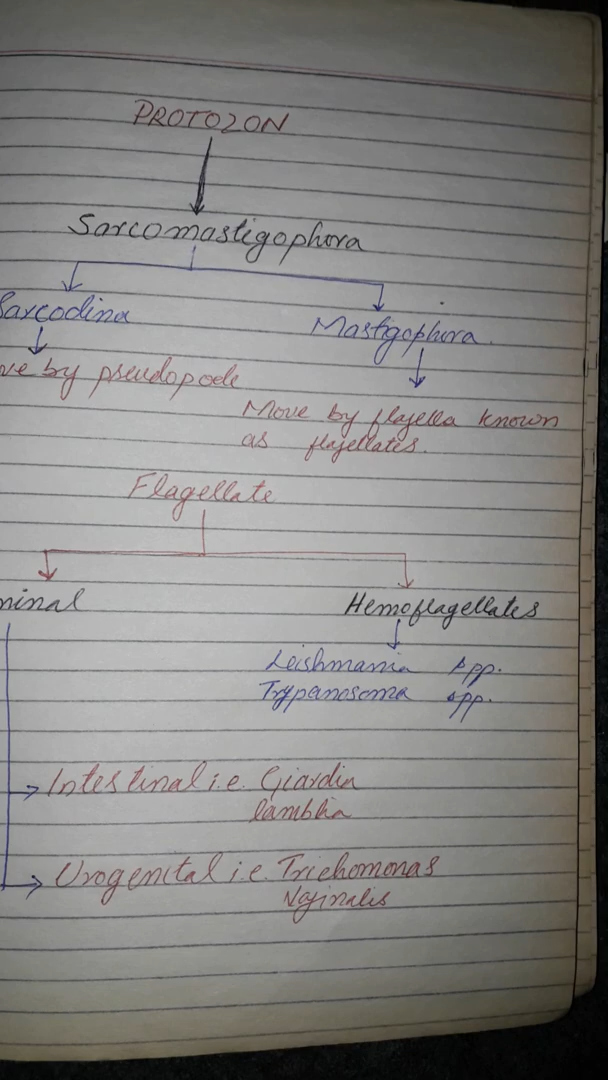 PROTOZON
Sarcomastigophora
Sarcodina
Mastigophora.
ve by pseudopode
Move by flagella known
as flagellates.
Flagellate
minal
Hemoflagellates
Leishmania spp.
Trypanosoma spp.
Intestinal i.e. Giardia
lamblia
Urogenital i.e. Trichomonas
Vaginalis